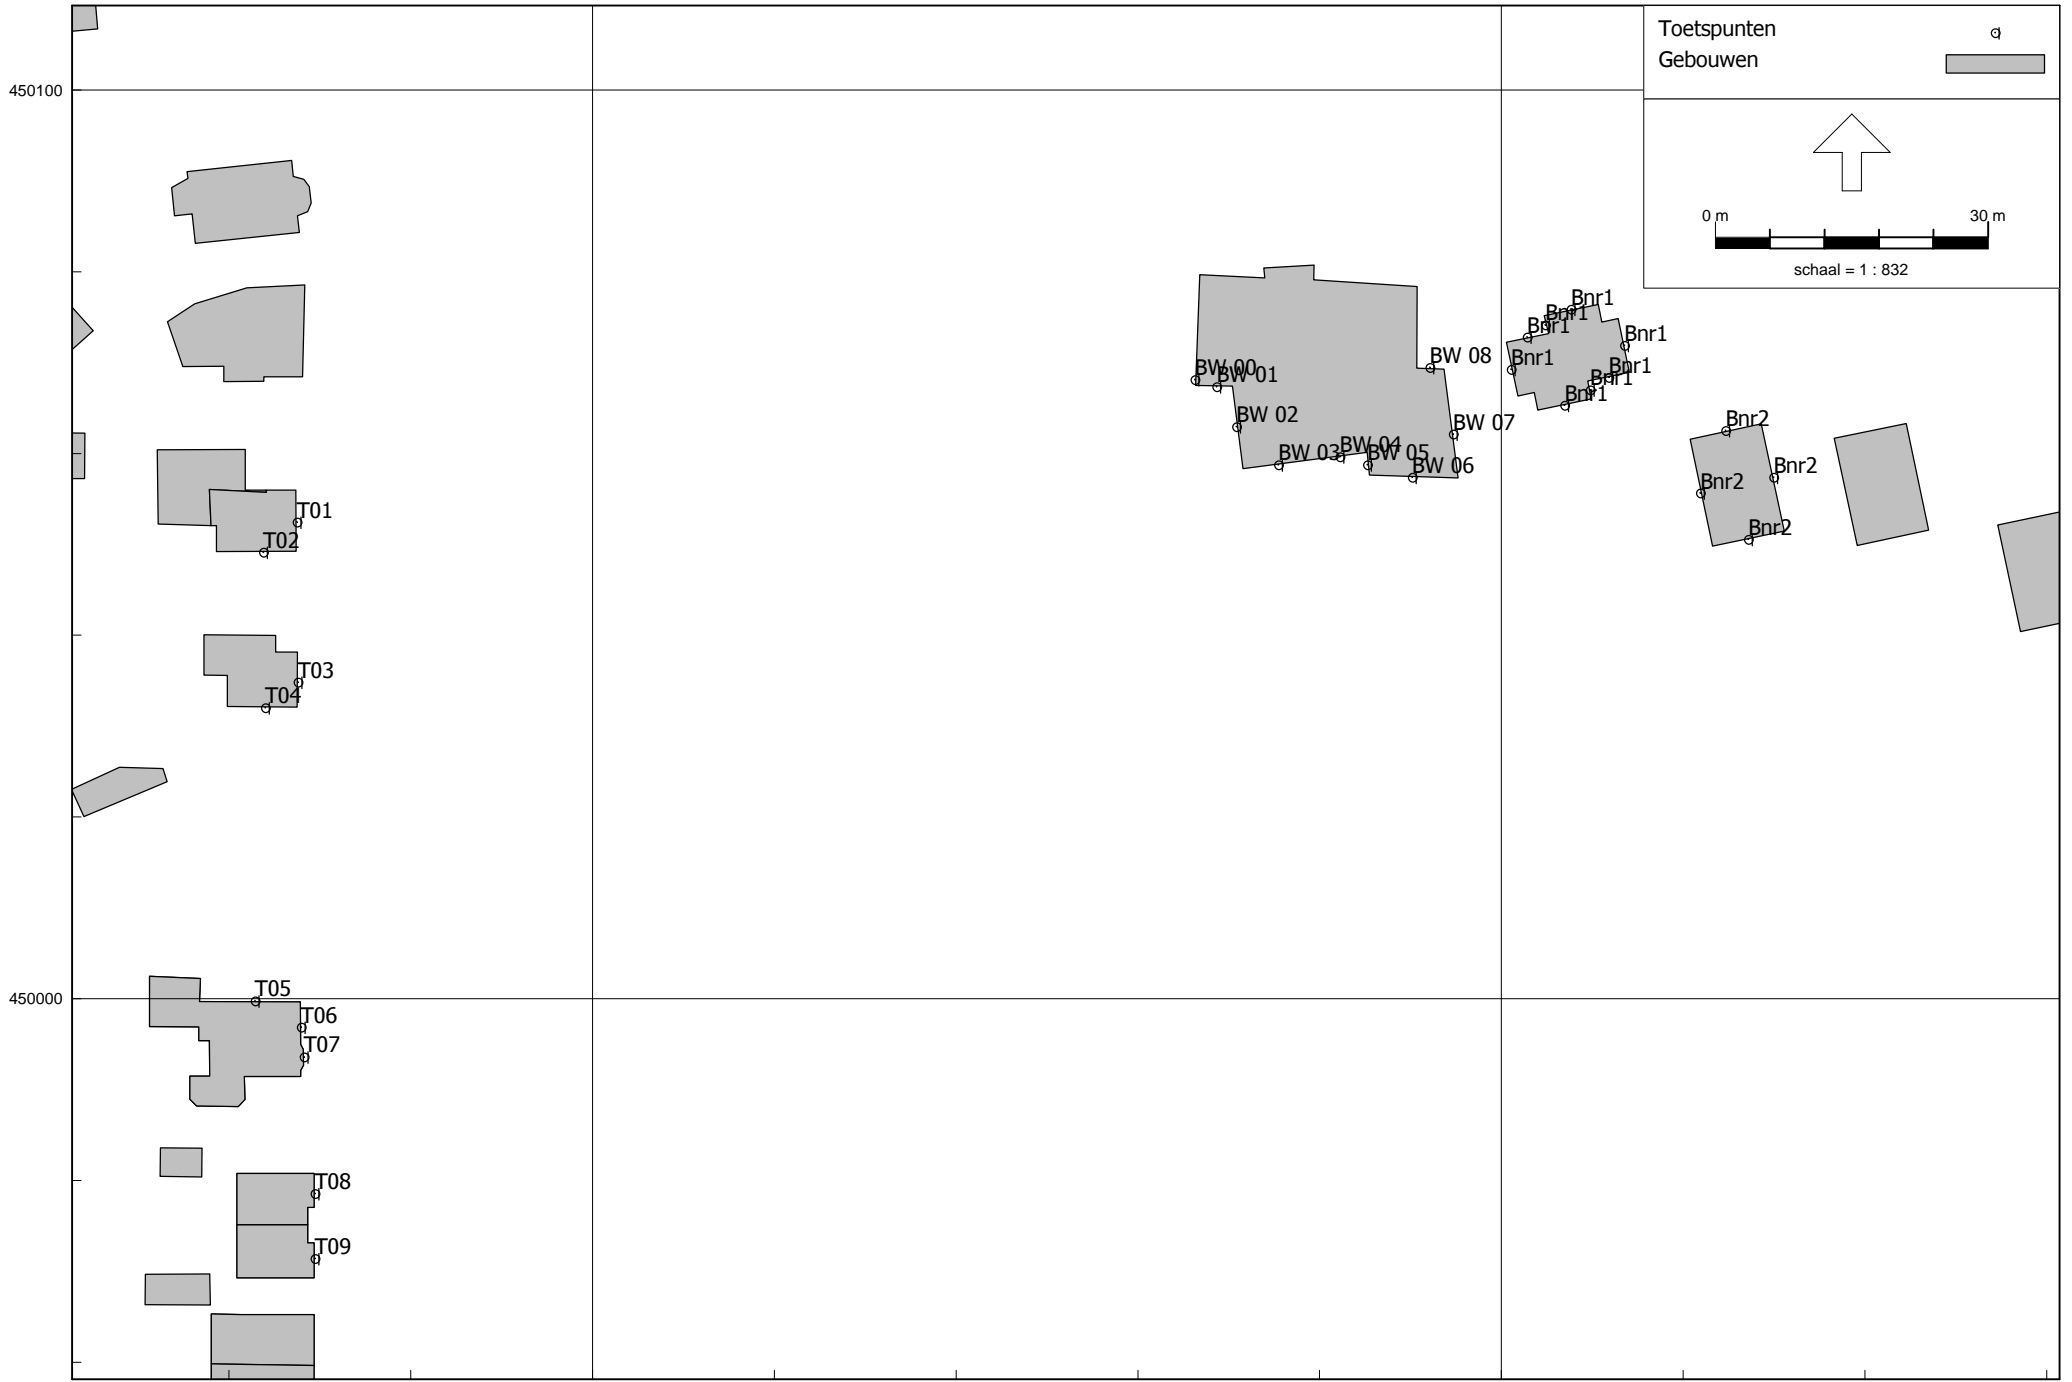 Toetspunten
Gebouwen
450100
0 m 30 m
schaal = 1 : 832
Bnr1
Bnr1
Bnr1
Bnr1
BW 08
Bnr1
Bnr1
BW 00
BW 01
Bnr1
Bnr1
BW 02
BW 07
Bnr2
BW 03
BW 04
BW 05
BW 06
Bnr2
Bnr2
T01
Bnr2
T02
T03
T04
T05
450000
T06
T07
T08
T09